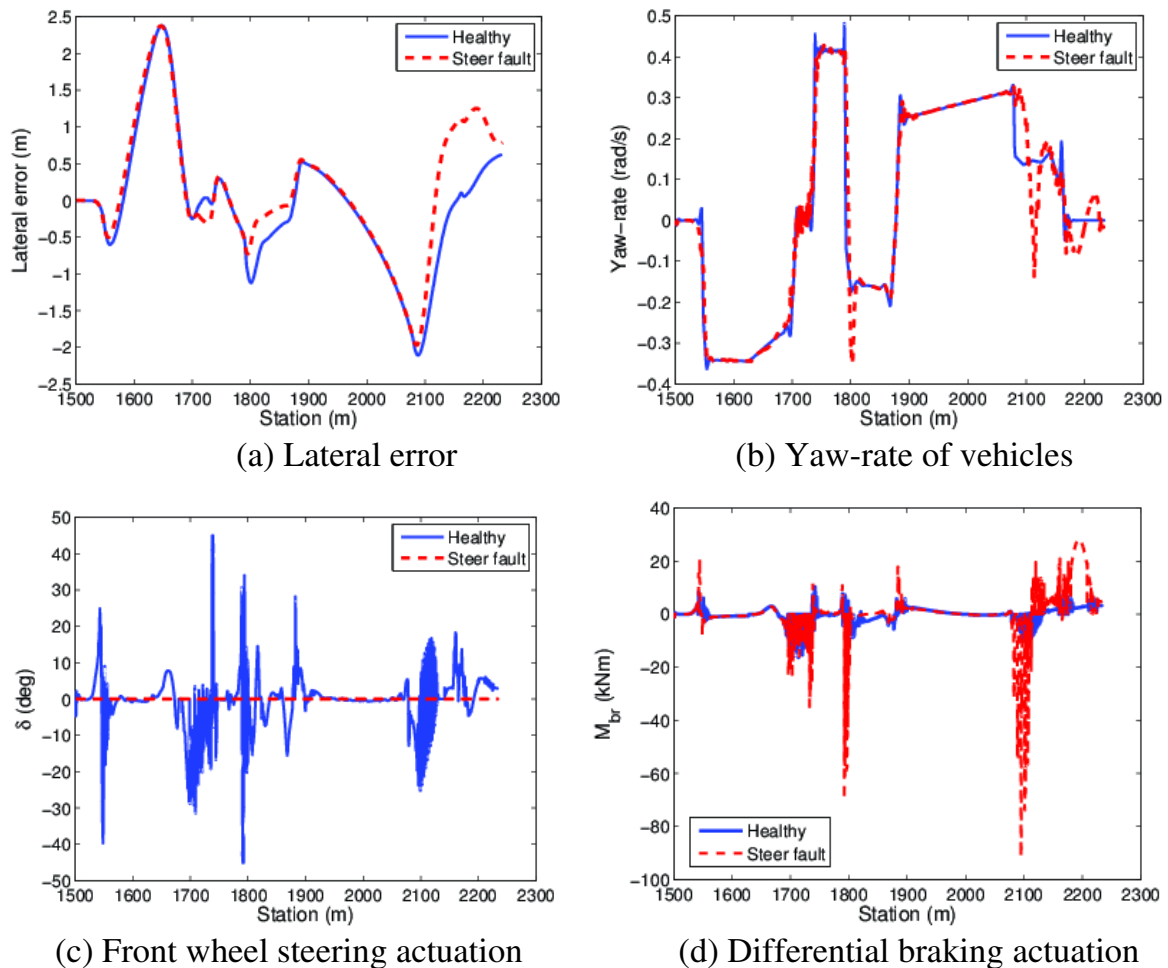 2.5
2
1.5
1
0.5
0
−0.5
−1
−1.5
−2
−2.5
Lateral error (m)
Healthy
Steer fault
1500 1600 1700 1800 1900 2000 2100 2200 2300
Station (m)
(a) Lateral error
0.5
0.4
0.3
0.2
0.1
0
−0.1
−0.2
−0.3
−0.4
Yaw−rate (rad/s)
Healthy
Steer fault
1500 1600 1700 1800 1900 2000 2100 2200 2300
Station (m)
(b) Yaw-rate of vehicles
50
40
30
20
10
0
−10
−20
−30
−40
−50
δ (deg)
Healthy
Steer fault
1500 1600 1700 1800 1900 2000 2100 2200 2300
Station (m)
(c) Front wheel steering actuation
40
20
0
−20
−40
−60
−80
−100
M_br (kNm)
Healthy
Steer fault
1500 1600 1700 1800 1900 2000 2100 2200 2300
Station (m)
(d) Differential braking actuation